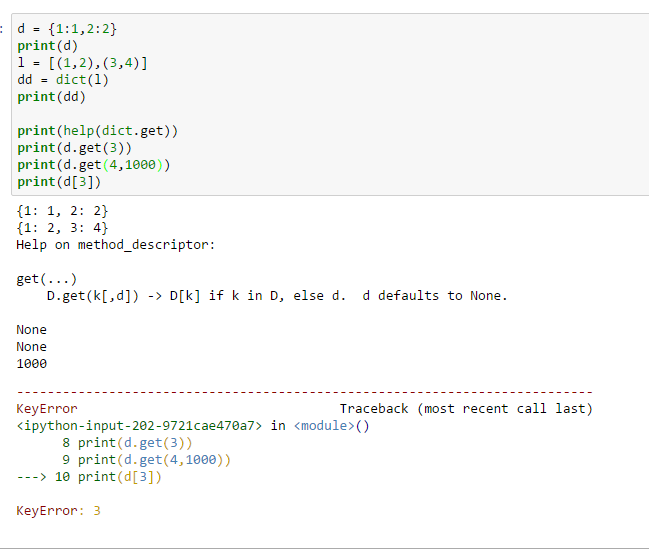 : d = {1:1,2:2}
print(d)
l = [(1,2),(3,4)]
dd = dict(l)
print(dd)
print(help(dict.get))
print(d.get(3))
print(d.get(4,1000))
print(d[3])
{1: 1, 2: 2}
{1: 2, 3: 4}
Help on method_descriptor:
get(...)
    D.get(k[,d]) -> D[k] if k in D, else d.  d defaults to None.
None
None
1000
---------------------------------------------------------------------------
KeyError                                  Traceback (most recent call last)
<ipython-input-202-9721cae470a7> in <module>()
      8 print(d.get(3))
      9 print(d.get(4,1000))
---> 10 print(d[3])
KeyError: 3